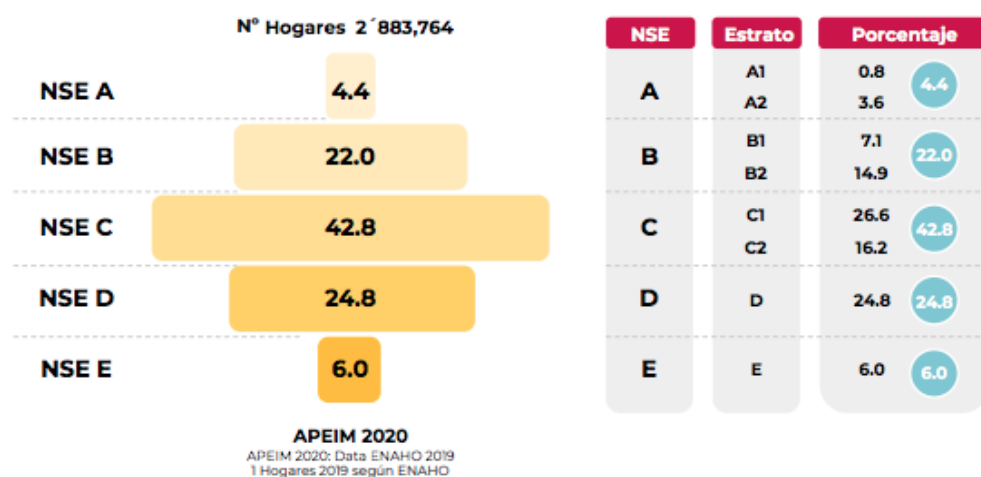 N° Hogares 2´883,764
NSE A 4.4
NSE B 22.0
NSE C 42.8
NSE D 24.8
NSE E 6.0
APEIM 2020
APEIM 2020: Data ENAHO 2019
1 Hogares 2019 según ENAHO
NSE Estrato Porcentaje
A1 0.8
A 4.4
A2 3.6
B1 7.1
B 22.0
B2 14.9
C1 26.6
C 42.8
C2 16.2
D D 24.8 24.8
E E 6.0 6.0